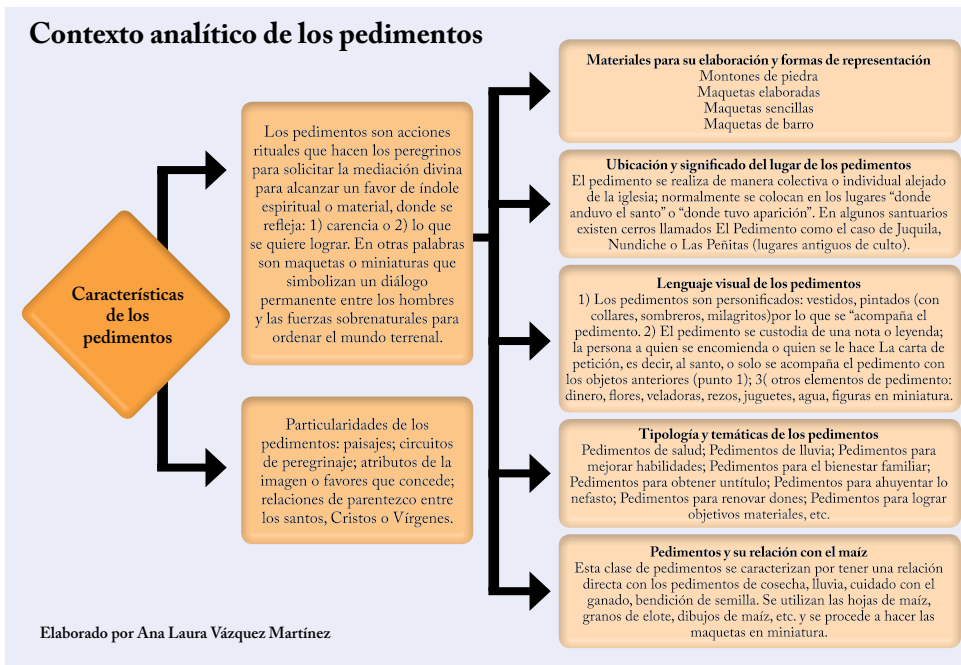 Contexto analítico de los pedimentos
Características
de los
pedimentos
Los pedimentos son acciones
rituales que hacen los peregrinos
para solicitar la mediación divina
para alcanzar un favor de índole
espiritual o material, donde se
refleja: 1) carencia o 2) lo que
se quiere lograr. En otras palabras
son maquetas o miniaturas que
simbolizan un diálogo
permanente entre los hombres
y las fuerzas sobrenaturales para
ordenar el mundo terrenal.
Particularidades de los
pedimentos: paisajes; circuitos
de peregrinaje; atributos de la
imagen o favores que concede;
relaciones de parentezco entre
los santos, Cristos o Vírgenes.
Materiales para su elaboración y formas de representación
Montones de piedra
Maquetas elaboradas
Maquetas sencillas
Maquetas de barro
Ubicación y significado del lugar de los pedimentos
El pedimento se realiza de manera colectiva o individual alejado
de la iglesia; normalmente se colocan en los lugares “donde
anduvo el santo” o “donde tuvo aparición”. En algunos santuarios
existen cerros llamados El Pedimento como el caso de Juquila,
Nundiche o Las Peñitas (lugares antiguos de culto).
Lenguaje visual de los pedimentos
1) Los pedimentos son personificados: vestidos, pintados (con
collares, sombreros, milagritos)por lo que se “acompaña el
pedimento. 2) El pedimento se custodia de una nota o leyenda;
la persona a quien se encomienda o quien se le hace La carta de
petición, es decir, al santo, o solo se acompaña el pedimento con
los objetos anteriores (punto 1); 3( otros elementos de pedimento:
dinero, flores, veladoras, rezos, juguetes, agua, figuras en miniatura.
Tipología y temáticas de los pedimentos
Pedimentos de salud; Pedimentos de lluvia; Pedimentos para
mejorar habilidades; Pedimentos para el bienestar familiar;
Pedimentos para obtener untítulo; Pedimentos para ahuyentar lo
nefasto; Pedimentos para renovar dones; Pedimentos para lograr
objetivos materiales, etc.
Pedimentos y su relación con el maíz
Esta clase de pedimentos se caracterizan por tener una relación
directa con los pedimentos de cosecha, lluvia, cuidado con el
ganado, bendición de semilla. Se utilizan las hojas de maíz,
granos de elote, dibujos de maíz, etc. y se procede a hacer las
maquetas en miniatura.
Elaborado por Ana Laura Vázquez Martínez